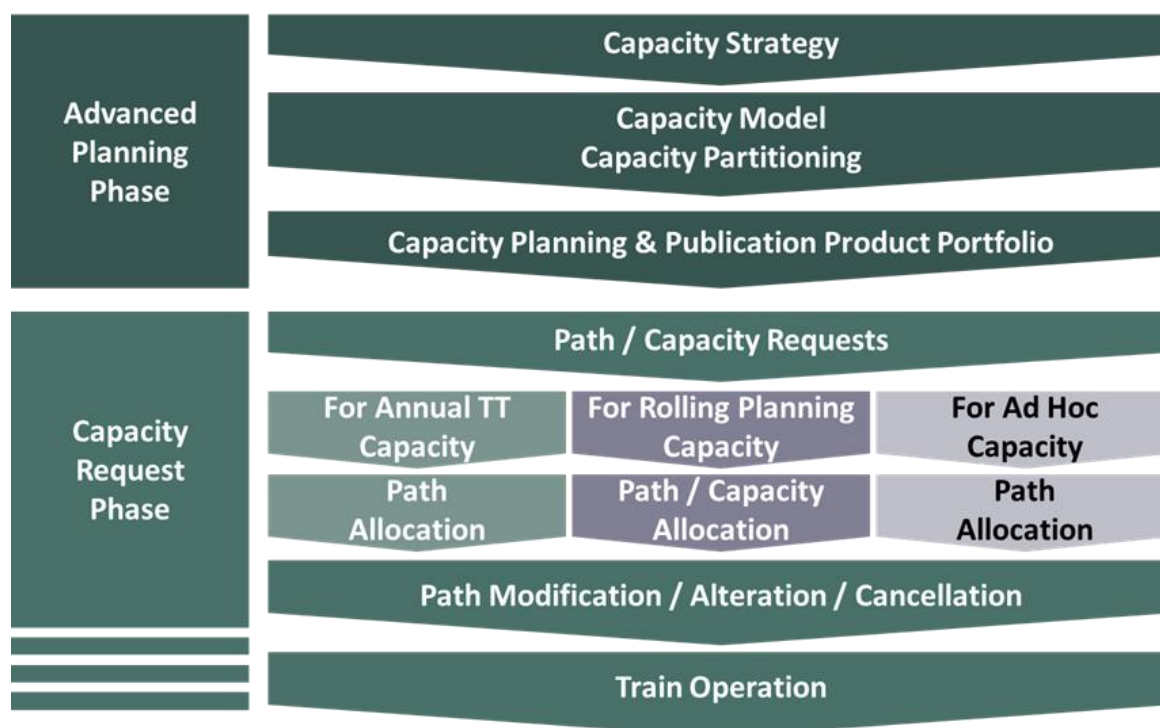 Advanced
Planning
Phase
Capacity Strategy
Capacity Model
Capacity Partitioning
Capacity Planning & Publication Product Portfolio
Capacity
Request
Phase
Path / Capacity Requests
For Annual TT
Capacity
For Rolling Planning
Capacity
For Ad Hoc
Capacity
Path
Allocation
Path / Capacity
Allocation
Path
Allocation
Path Modification / Alteration / Cancellation
Train Operation